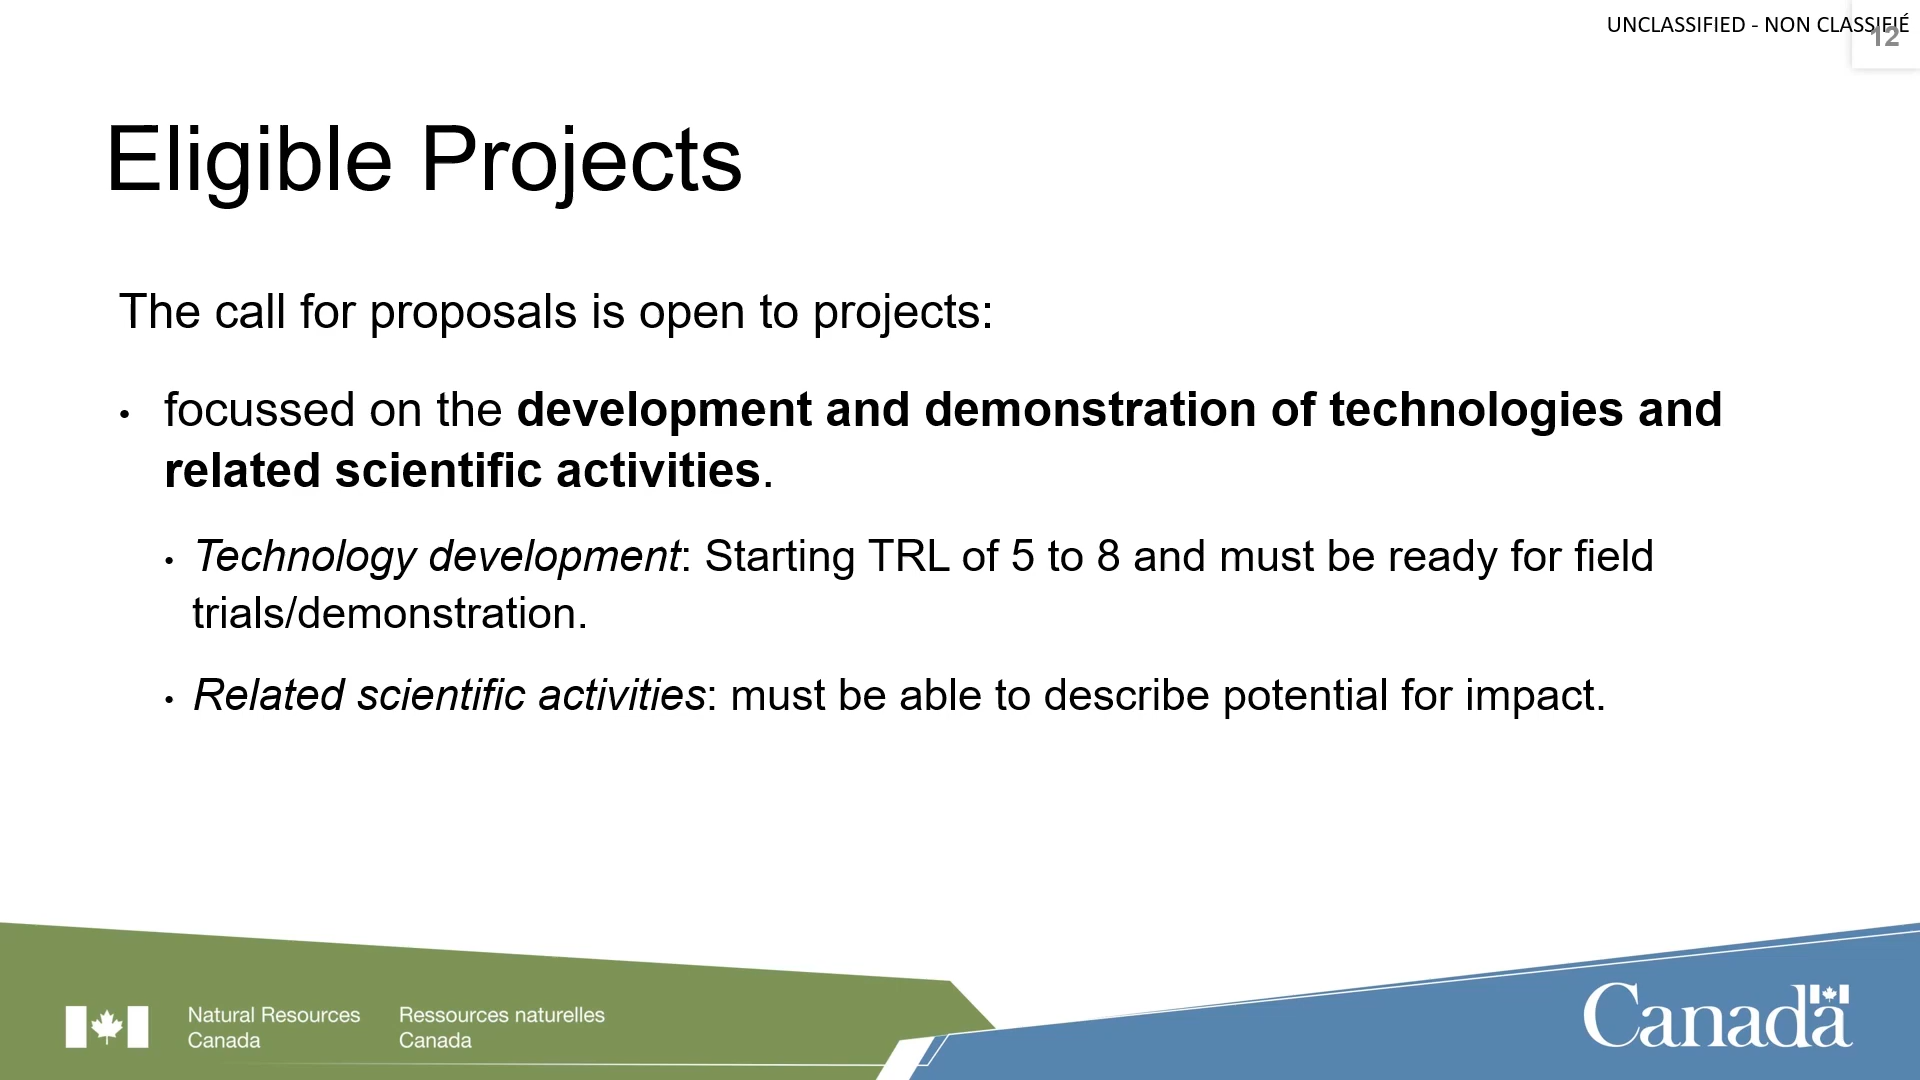 UNCLASSIFIED - NON CLASSIFIÉ
12
Eligible Projects
The call for proposals is open to projects:
• focussed on the development and demonstration of technologies and
related scientific activities.
• Technology development: Starting TRL of 5 to 8 and must be ready for field
trials/demonstration.
• Related scientific activities: must be able to describe potential for impact.
Natural Resources
Canada
Ressources naturelles
Canada
Canada